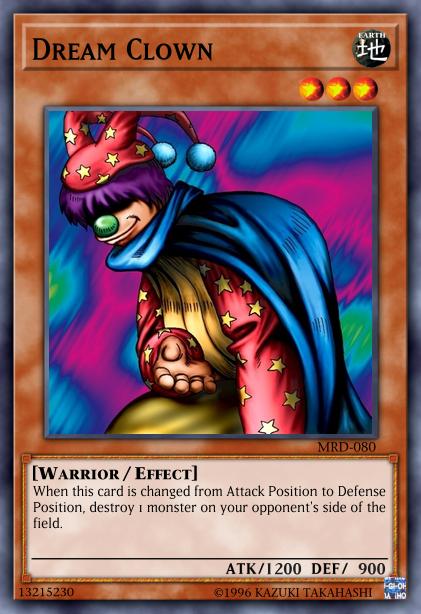 Dream Clown
EARTH
地
MRD-080
[Warrior / Effect]
When this card is changed from Attack Position to Defense
Position, destroy 1 monster on your opponent's side of the
field.
ATK/1200 DEF/ 900
13215230
©1996 KAZUKI TAKAHASHI